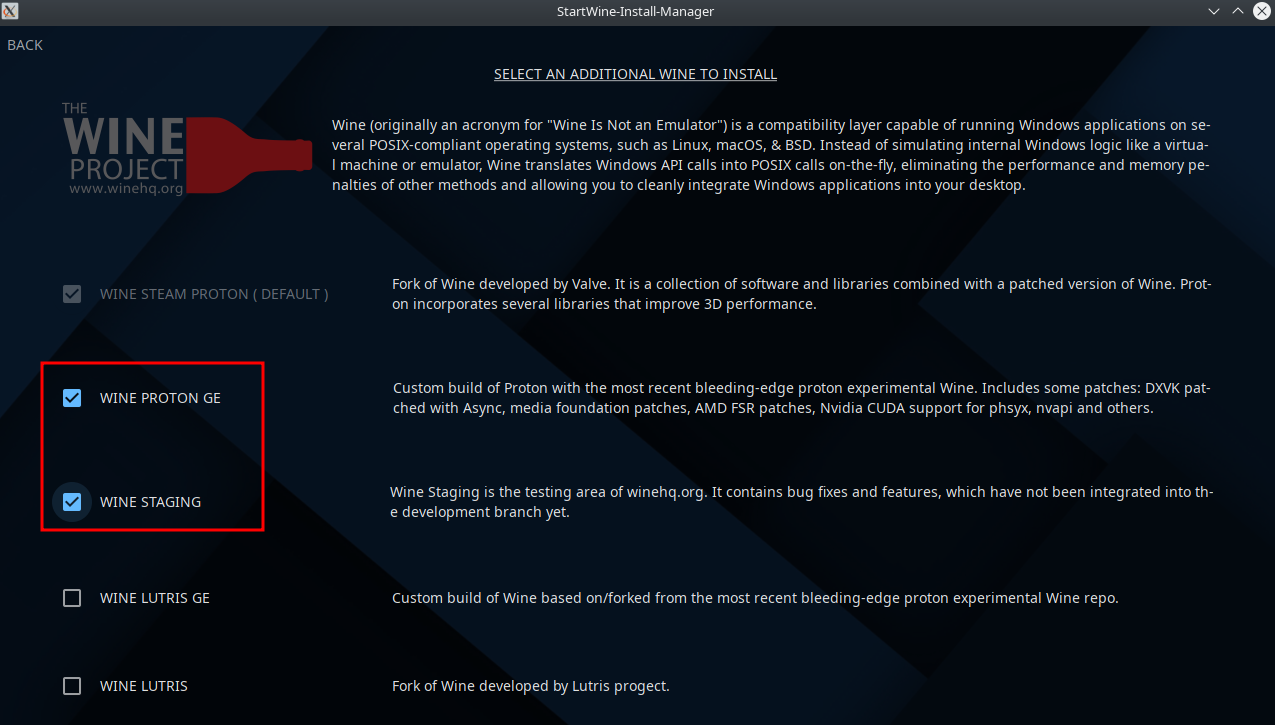 StartWine-Install-Manager
BACK
SELECT AN ADDITIONAL WINE TO INSTALL
THE
WINE
PROJECT
www.winehq.org
Wine (originally an acronym for "Wine Is Not an Emulator") is a compatibility layer capable of running Windows applications on se-
veral POSIX-compliant operating systems, such as Linux, macOS, & BSD. Instead of simulating internal Windows logic like a virtua-
l machine or emulator, Wine translates Windows API calls into POSIX calls on-the-fly, eliminating the performance and memory pe-
nalties of other methods and allowing you to cleanly integrate Windows applications into your desktop.
WINE STEAM PROTON ( DEFAULT )
Fork of Wine developed by Valve. It is a collection of software and libraries combined with a patched version of Wine. Prot-
on incorporates several libraries that improve 3D performance.
WINE PROTON GE
Custom build of Proton with the most recent bleeding-edge proton experimental Wine. Includes some patches: DXVK pat-
ched with Async, media foundation patches, AMD FSR patches, Nvidia CUDA support for phsyx, nvapi and others.
WINE STAGING
Wine Staging is the testing area of winehq.org. It contains bug fixes and features, which have not been integrated into th-
e development branch yet.
WINE LUTRIS GE
Custom build of Wine based on/forked from the most recent bleeding-edge proton experimental Wine repo.
WINE LUTRIS
Fork of Wine developed by Lutris progect.